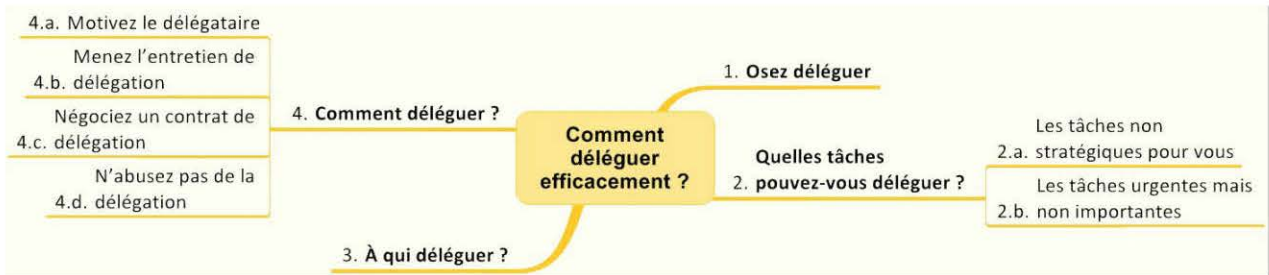 Comment
déléguer
efficacement ?
1. Osez déléguer
Quelles tâches
2. pouvez-vous déléguer ?
Les tâches non
2.a. stratégiques pour vous
Les tâches urgentes mais
2.b. non importantes
3. À qui déléguer ?
4. Comment déléguer ?
4.a. Motivez le délégataire
Menez l’entretien de
4.b. délégation
Négociez un contrat de
4.c. délégation
N’abusez pas de la
4.d. délégation